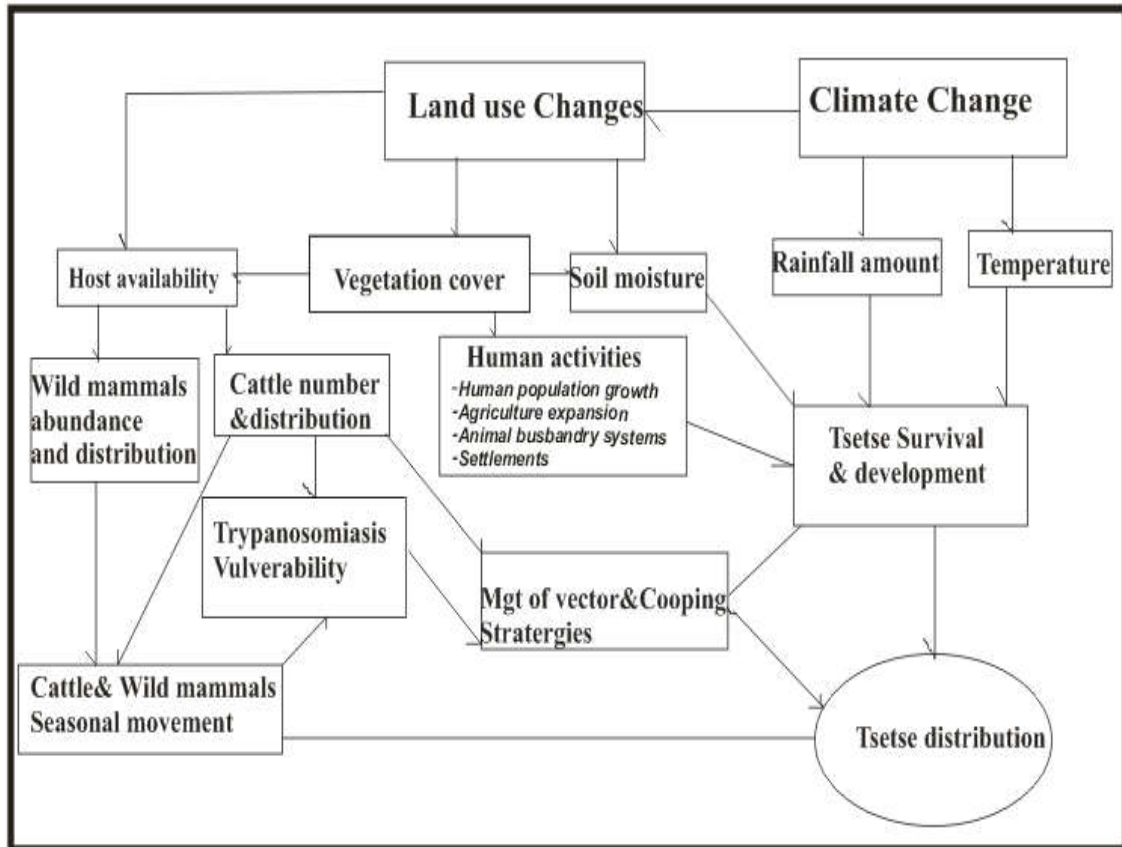 Land use Changes
Climate Change
Host availability
Vegetation cover
Soil moisture
Rainfall amount
Temperature
Wild mammals
abundance
and distribution
Cattle number
&distribution
Human activities
-Human population growth
-Agriculture expansion
-Animal busbandry systems
-Settlements
Tsetse Survival
& development
Trypanosomiasis
Vulverability
Mgt of vector&Cooping
Stratergies
Cattle& Wild mammals
Seasonal movement
Tsetse distribution